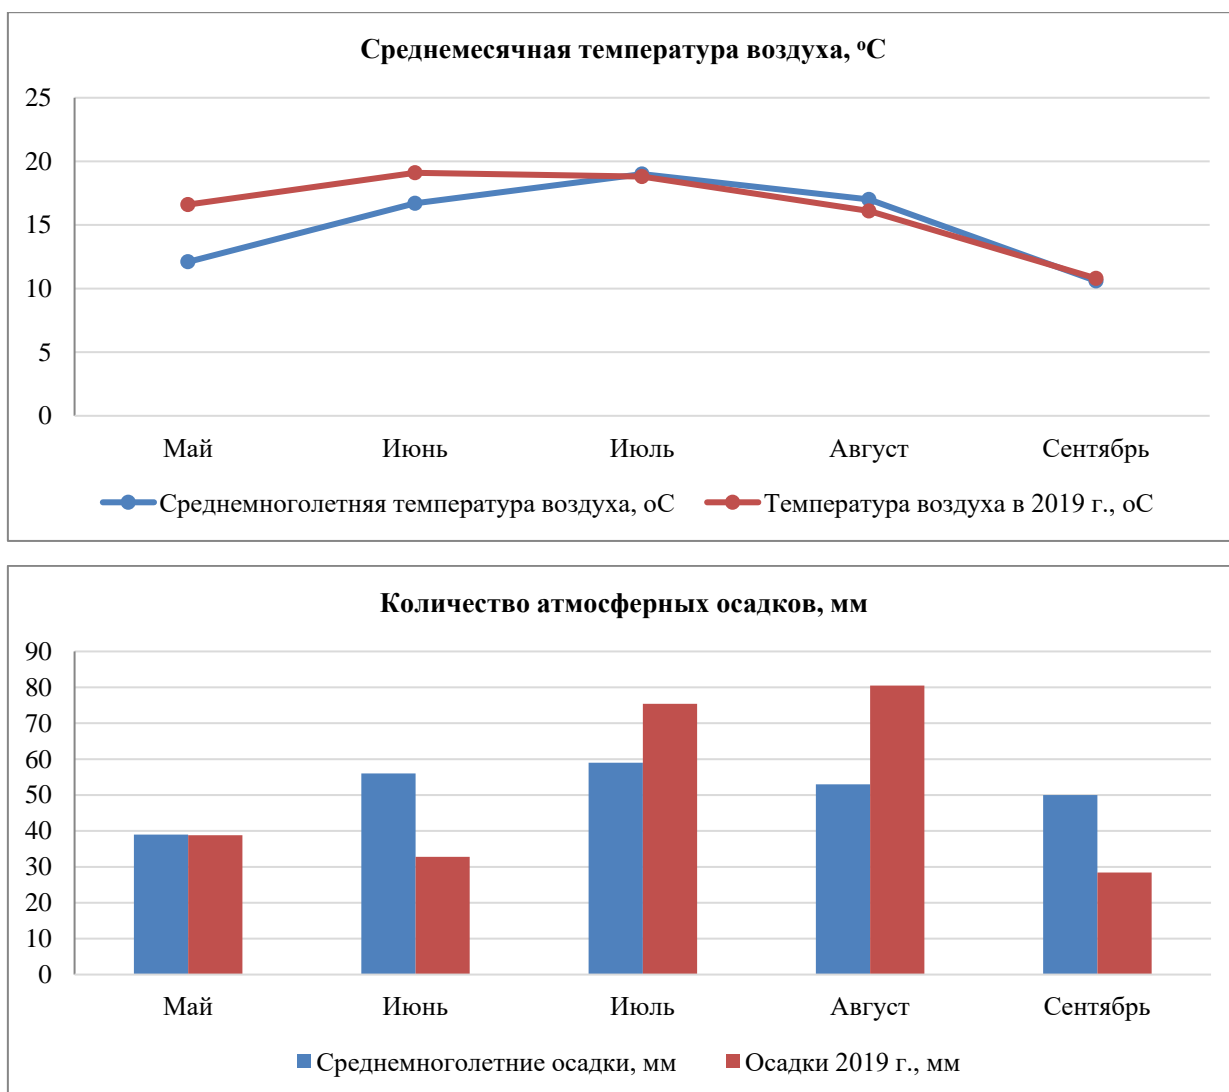 Среднемесячная температура воздуха, ᵒС
25
20
15
10
5
0
Май Июнь Июль Август Сентябрь
Среднемноголетняя температура воздуха, оС Температура воздуха в 2019 г., оС
Количество атмосферных осадков, мм
90
80
70
60
50
40
30
20
10
0
Май Июнь Июль Август Сентябрь
Среднемноголетние осадки, мм Осадки 2019 г., мм